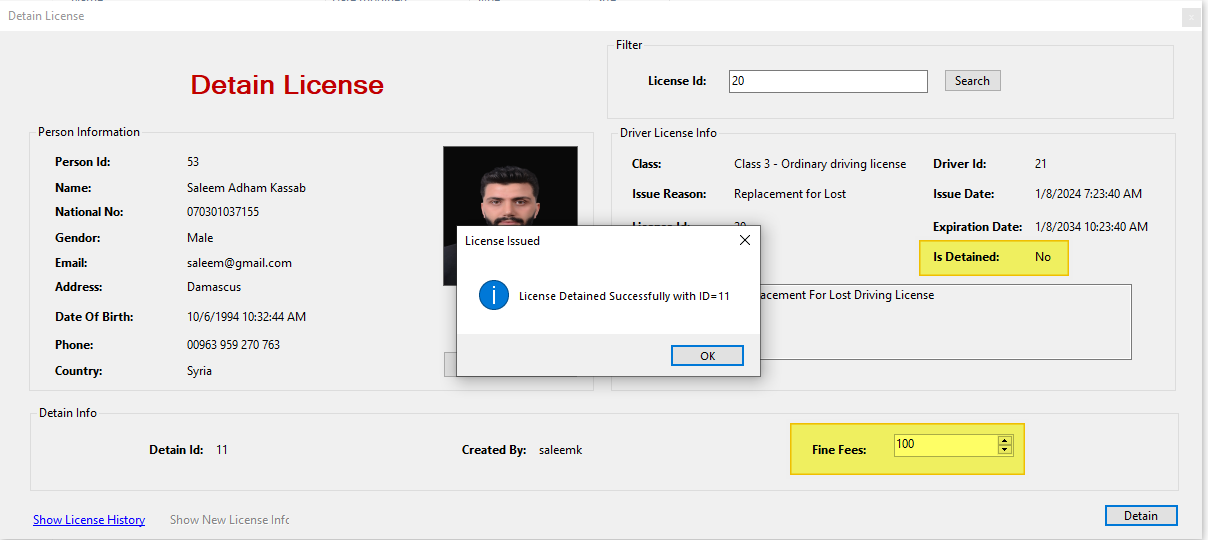 Detain License
Filter
Detain License
License Id: 20 Search
Person Information
Person Id: 53
Name: Saleem Adham Kassab
National No: 070301037155
Gendor: Male
Email: saleem@gmail.com
Address: Damascus
Date Of Birth: 10/6/1994 10:32:44 AM
Phone: 00963 959 270 763
Country: Syria
Driver License Info
Class: Class 3 - Ordinary driving license Driver Id: 21
Issue Reason: Replacement for Lost Issue Date: 1/8/2024 7:23:40 AM
Expiration Date: 1/8/2034 10:23:40 AM
Is Detained: No
For Lost Driving License
License Issued
License Detained Successfully with ID=11
OK
Detain Info
Detain Id: 11 Created By: saleemk Fine Fees: 100
Show License History Show New License Info Detain